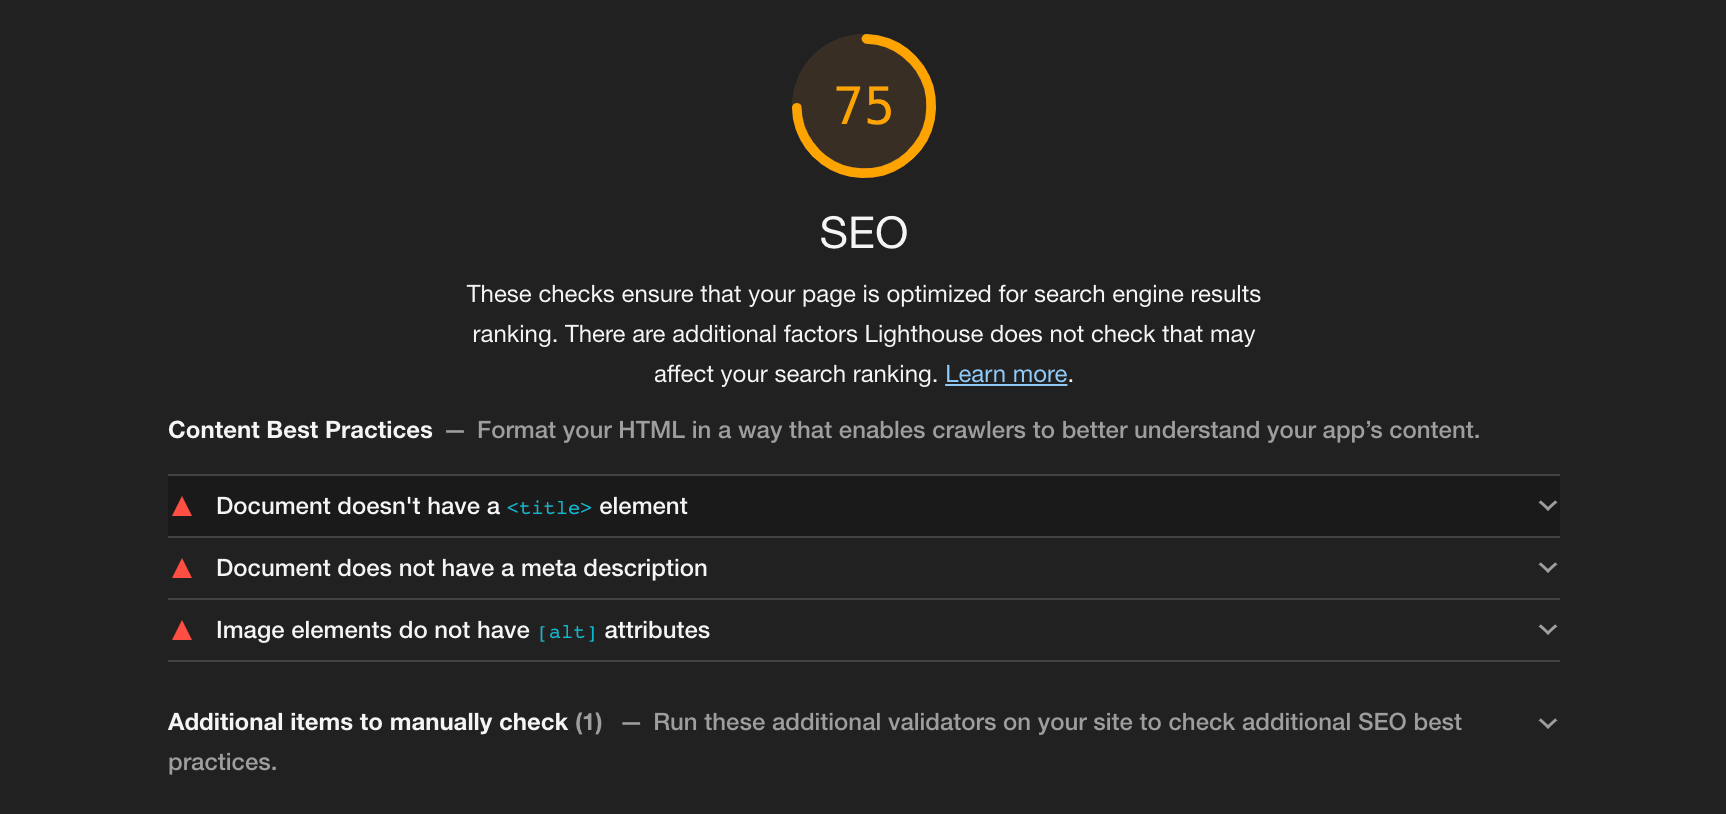 75
SEO
These checks ensure that your page is optimized for search engine results
ranking. There are additional factors Lighthouse does not check that may
affect your search ranking. Learn more.
Content Best Practices — Format your HTML in a way that enables crawlers to better understand your app’s content.
Document doesn't have a <title> element
Document does not have a meta description
Image elements do not have [alt] attributes
Additional items to manually check (1) — Run these additional validators on your site to check additional SEO best
practices.